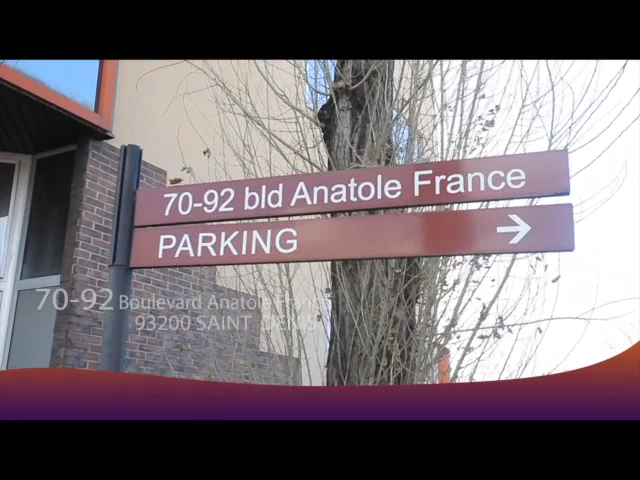 70-92 bld Anatole France
PARKING
70-92 Boulevard Anatole France
93200 SAINT DENIS